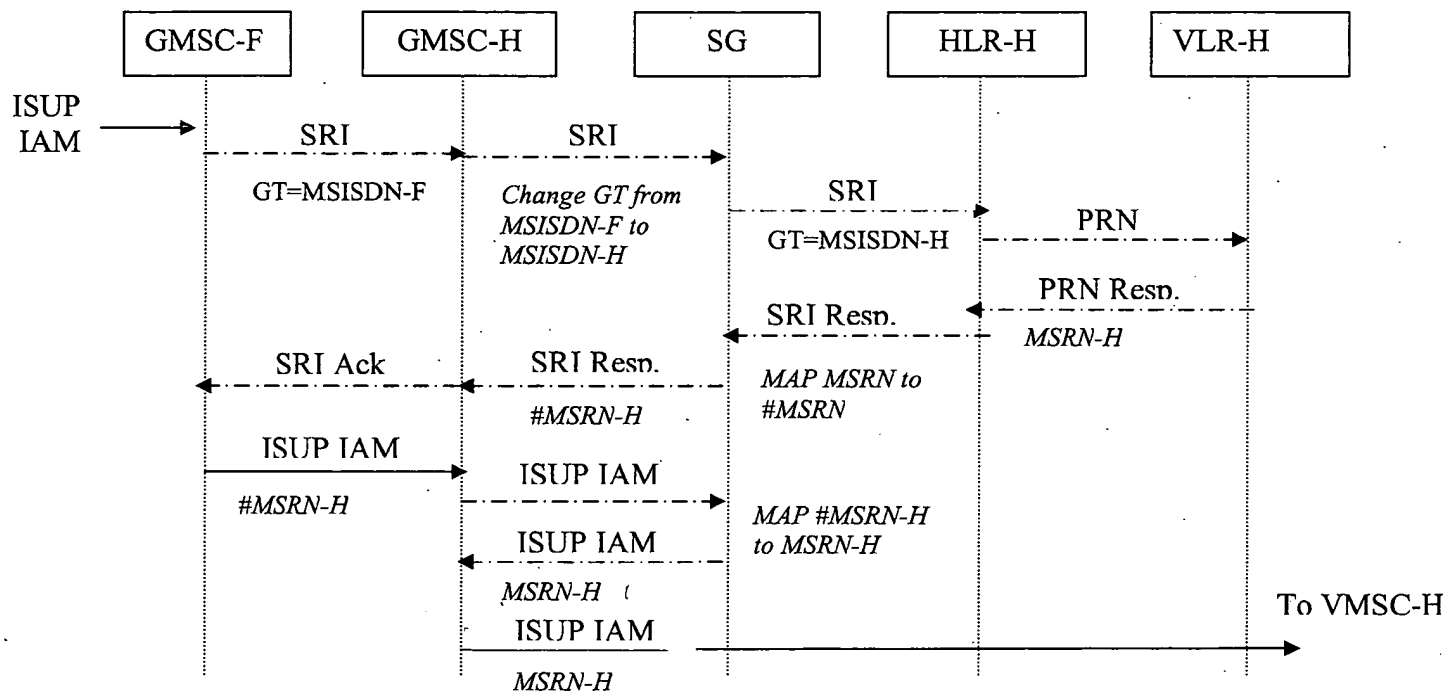 GMSC-F
GMSC-H
SG
HLR-H
VLR-H
ISUP
IAM
SRI
SRI
GT=MSISDN-F
Change GT from
MSISDN-F to
MSISDN-H
SRI
GT=MSISDN-H
PRN
PRN Resp.
SRI Resp.
MSRN-H
SRI Ack
SRI Resp.
MAP MSRN to
#MSRN
#MSRN-H
ISUP IAM
ISUP IAM
#MSRN-H
MAP #MSRN-H
to MSRN-H
ISUP IAM
MSRN-H
To VMSC-H
ISUP IAM
MSRN-H